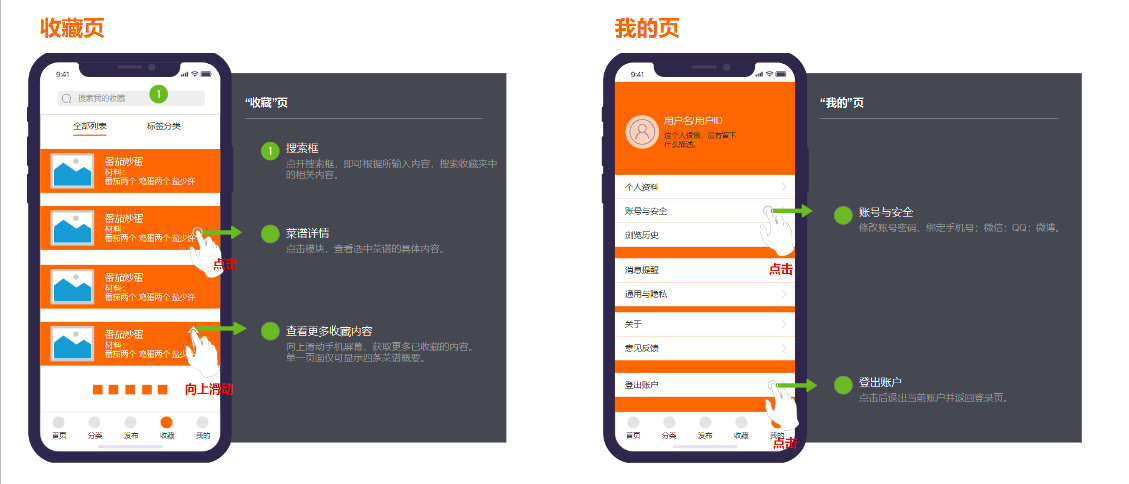 收藏页
9:41
搜索我的收藏
1
全部列表
标签分类
番茄炒蛋
材料：
番茄两个 鸡蛋两个 盐少许
番茄炒蛋
材料：
番茄两个 鸡蛋两个 盐少许
点击
番茄炒蛋
材料：
番茄两个 鸡蛋两个 盐少许
番茄炒蛋
材料：
番茄两个 鸡蛋两个 盐少许
向上滑动
首页
分类
发布
收藏
我的
“收藏”页
1
搜索框
点开搜索框，即可根据所输入内容，搜索收藏夹中
的相关内容。
菜谱详情
点击模块，查看选中菜谱的具体内容。
查看更多收藏内容
向上滑动手机屏幕，获取更多已收藏的内容。
单一页面仅可显示四条菜谱概要。
我的页
9:41
用户名/用户ID
这个人很懒，没有留下
什么描述。
个人资料
账号与安全
浏览历史
点击
消息提醒
通用与隐私
关于
意见反馈
登出账户
首页
分类
发布
收藏
我的
点击
“我的”页
账号与安全
修改账号密码、绑定手机号；微信；QQ；微博。
登出账户
点击后退出当前账户并返回登录页。